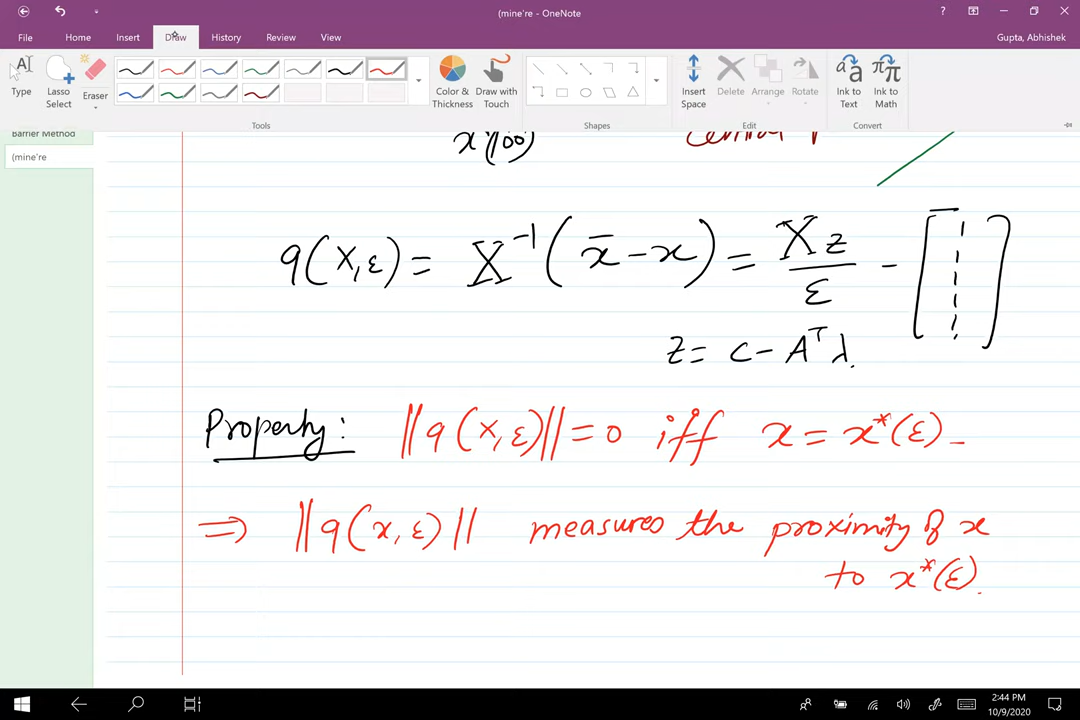 (mine're - OneNote
?
File Home Insert Draw History Review View Gupta, Abhishek
Type
Lasso Select
Eraser
Color & Thickness
Draw with Touch
Insert Space
Delete
Arrange
Rotate
Ink to Text
Ink to Math
Tools Shapes Edit Convert
Barrier Method
(mine're
q(x,ε) = X⁻¹(x̄ - x) = Xz/ε - [1 1 1 1]
z = c - Aᵀλ.
Property: ||q(x,ε)|| = 0 iff x = x*(ε) -
⇒ ||q(x,ε)|| measures the proximity of x
to x*(ε).
2:44 PM
10/9/2020